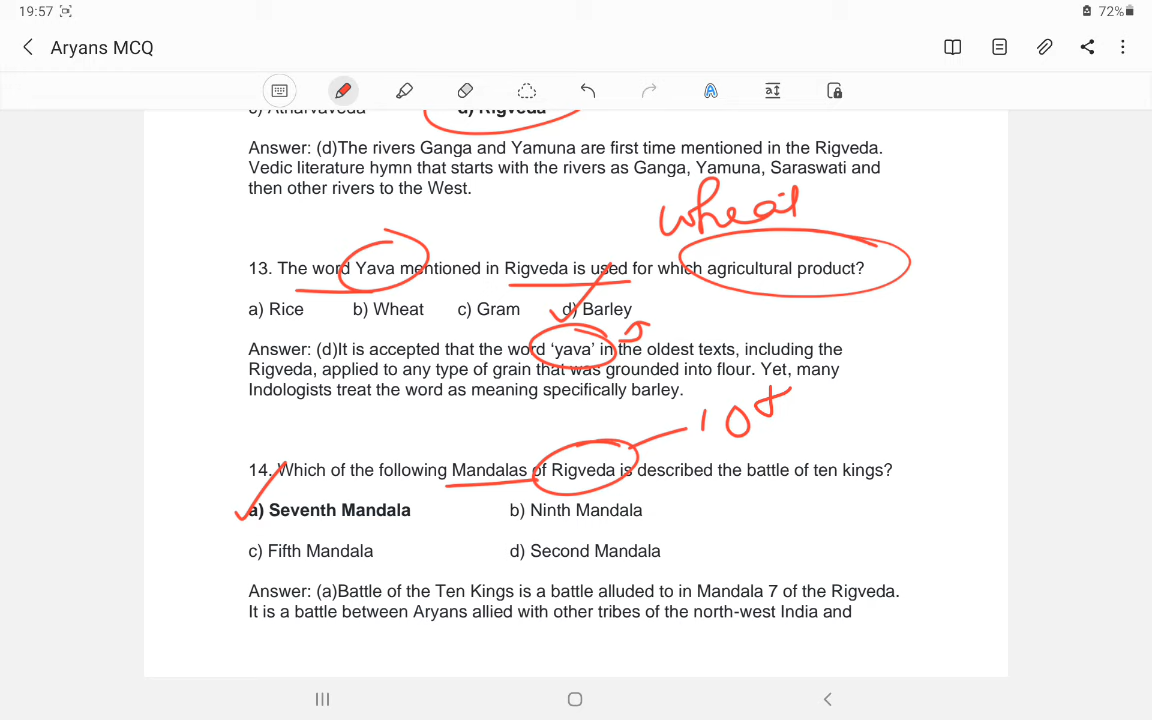 19:57
72%
Aryans MCQ
c) Atharvaveda d) Rigveda
Answer: (d)The rivers Ganga and Yamuna are first time mentioned in the Rigveda.
Vedic literature hymn that starts with the rivers as Ganga, Yamuna, Saraswati and
then other rivers to the West.
wheat
13. The word Yava mentioned in Rigveda is used for which agricultural product?
a) Rice b) Wheat c) Gram d) Barley
Answer: (d)It is accepted that the word ‘yava’ in the oldest texts, including the
Rigveda, applied to any type of grain that was grounded into flour. Yet, many
Indologists treat the word as meaning specifically barley.
14. Which of the following Mandalas of Rigveda is described the battle of ten kings?
a) Seventh Mandala b) Ninth Mandala
c) Fifth Mandala d) Second Mandala
Answer: (a)Battle of the Ten Kings is a battle alluded to in Mandala 7 of the Rigveda.
It is a battle between Aryans allied with other tribes of the north-west India and